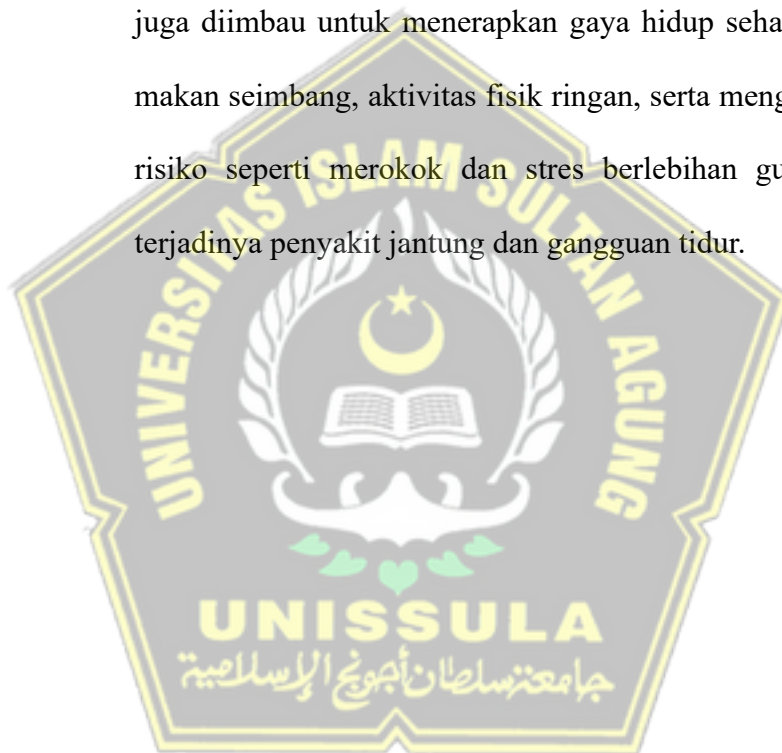 juga diimbau untuk menerapkan gaya hidup seha
makan seimbang, aktivitas fisik ringan, serta meng
risiko seperti merokok dan stres berlebihan gu
terjadinya penyakit jantung dan gangguan tidur.
UNIVERSITAS ISLAM SULTAN AGUNG
UNISSULA
جامعة سلطان أجونج الإسلامية